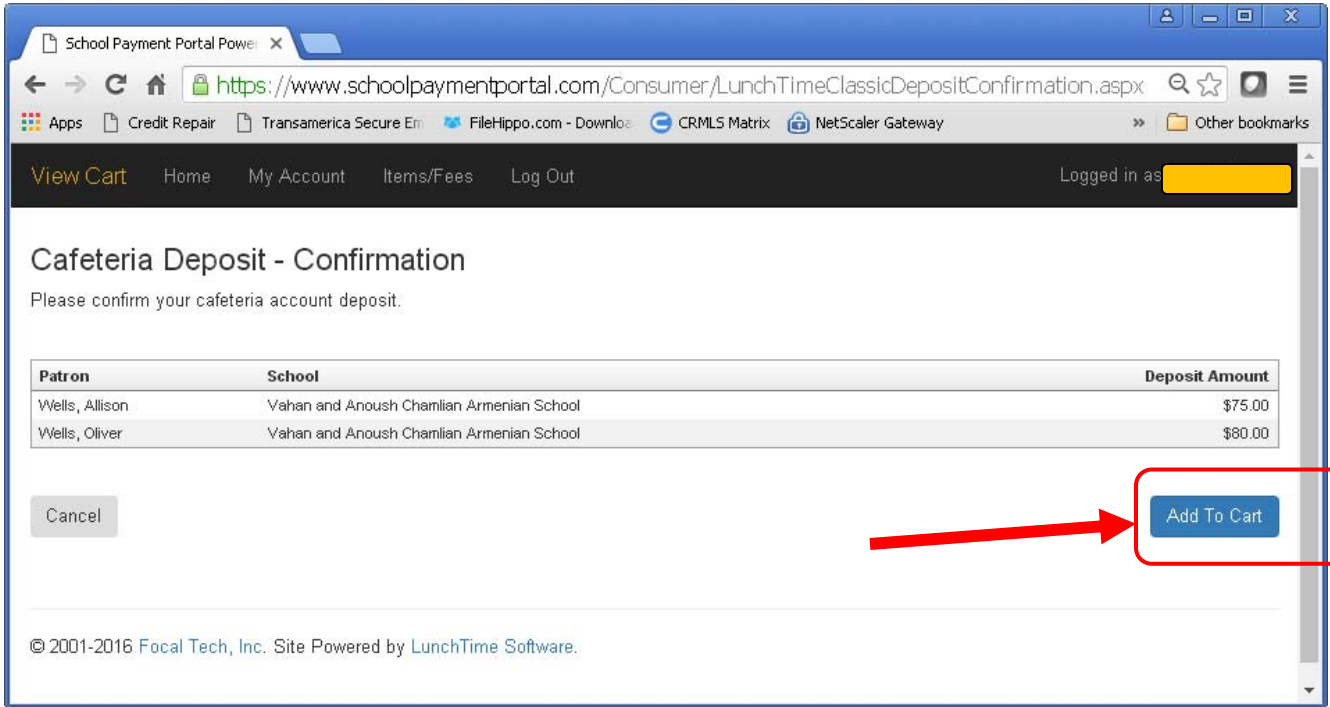 School Payment Portal Power
https://www.schoolpaymentportal.com/Consumer/LunchTimeClassicDepositConfirmation.aspx
Apps Credit Repair Transamerica Secure Em FileHippo.com - Downloa CRMLS Matrix NetScaler Gateway » Other bookmarks
View Cart Home My Account Items/Fees Log Out Logged in as
Cafeteria Deposit - Confirmation
Please confirm your cafeteria account deposit.
Patron School Deposit Amount
Wells, Allison Vahan and Anoush Chamlian Armenian School $75.00
Wells, Oliver Vahan and Anoush Chamlian Armenian School $80.00
Cancel Add To Cart
© 2001-2016 Focal Tech, Inc. Site Powered by LunchTime Software.